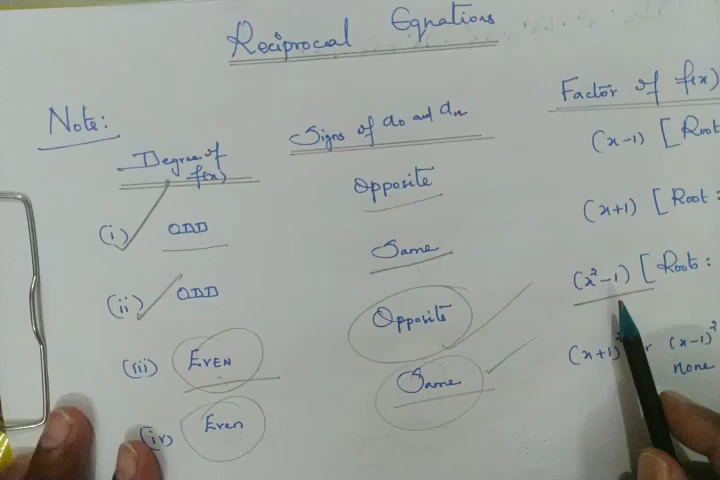 Reciprocal Equations
Note:
Degree of f(x) Signs of a0 and an Factor of f(x)
(i) ODD Opposite (x-1) [Root
(ii) ODD Same (x+1) [Root:
(iii) EVEN Opposite (x²-1) [Root:
(iv) Even Same (x+1)² or (x-1)²
none